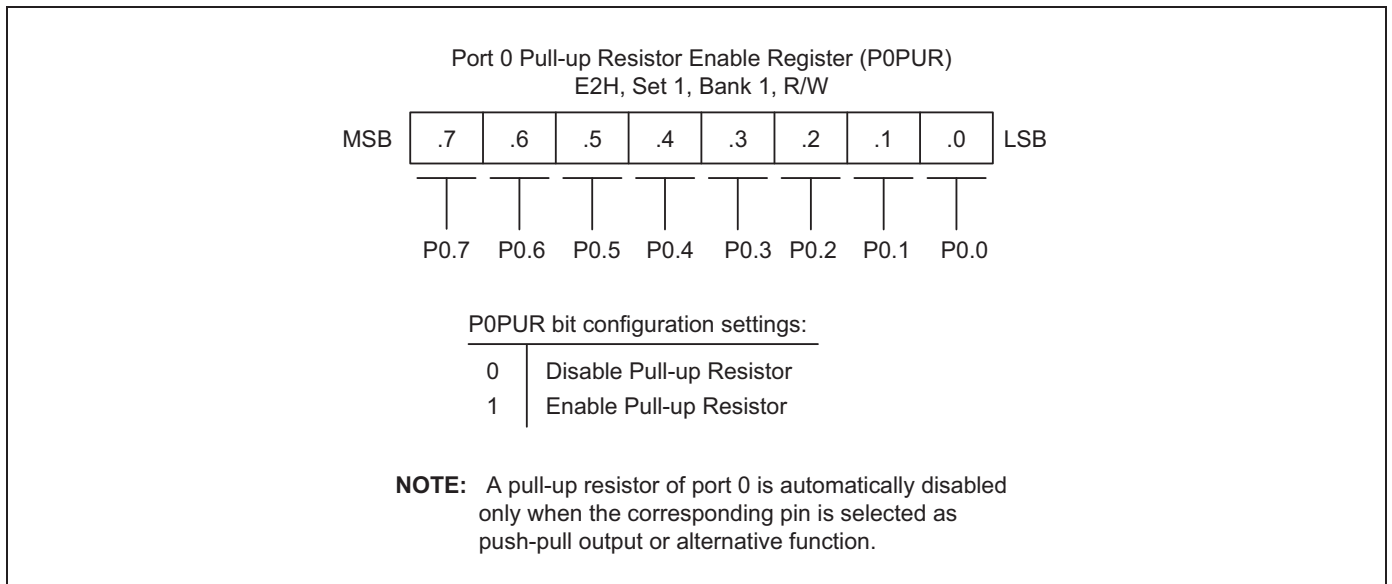 Port 0 Pull-up Resistor Enable Register (P0PUR)
E2H, Set 1, Bank 1, R/W
MSB .7 .6 .5 .4 .3 .2 .1 .0 LSB
P0.7 P0.6 P0.5 P0.4 P0.3 P0.2 P0.1 P0.0
P0PUR bit configuration settings:
0 Disable Pull-up Resistor
1 Enable Pull-up Resistor
NOTE: A pull-up resistor of port 0 is automatically disabled
only when the corresponding pin is selected as
push-pull output or alternative function.